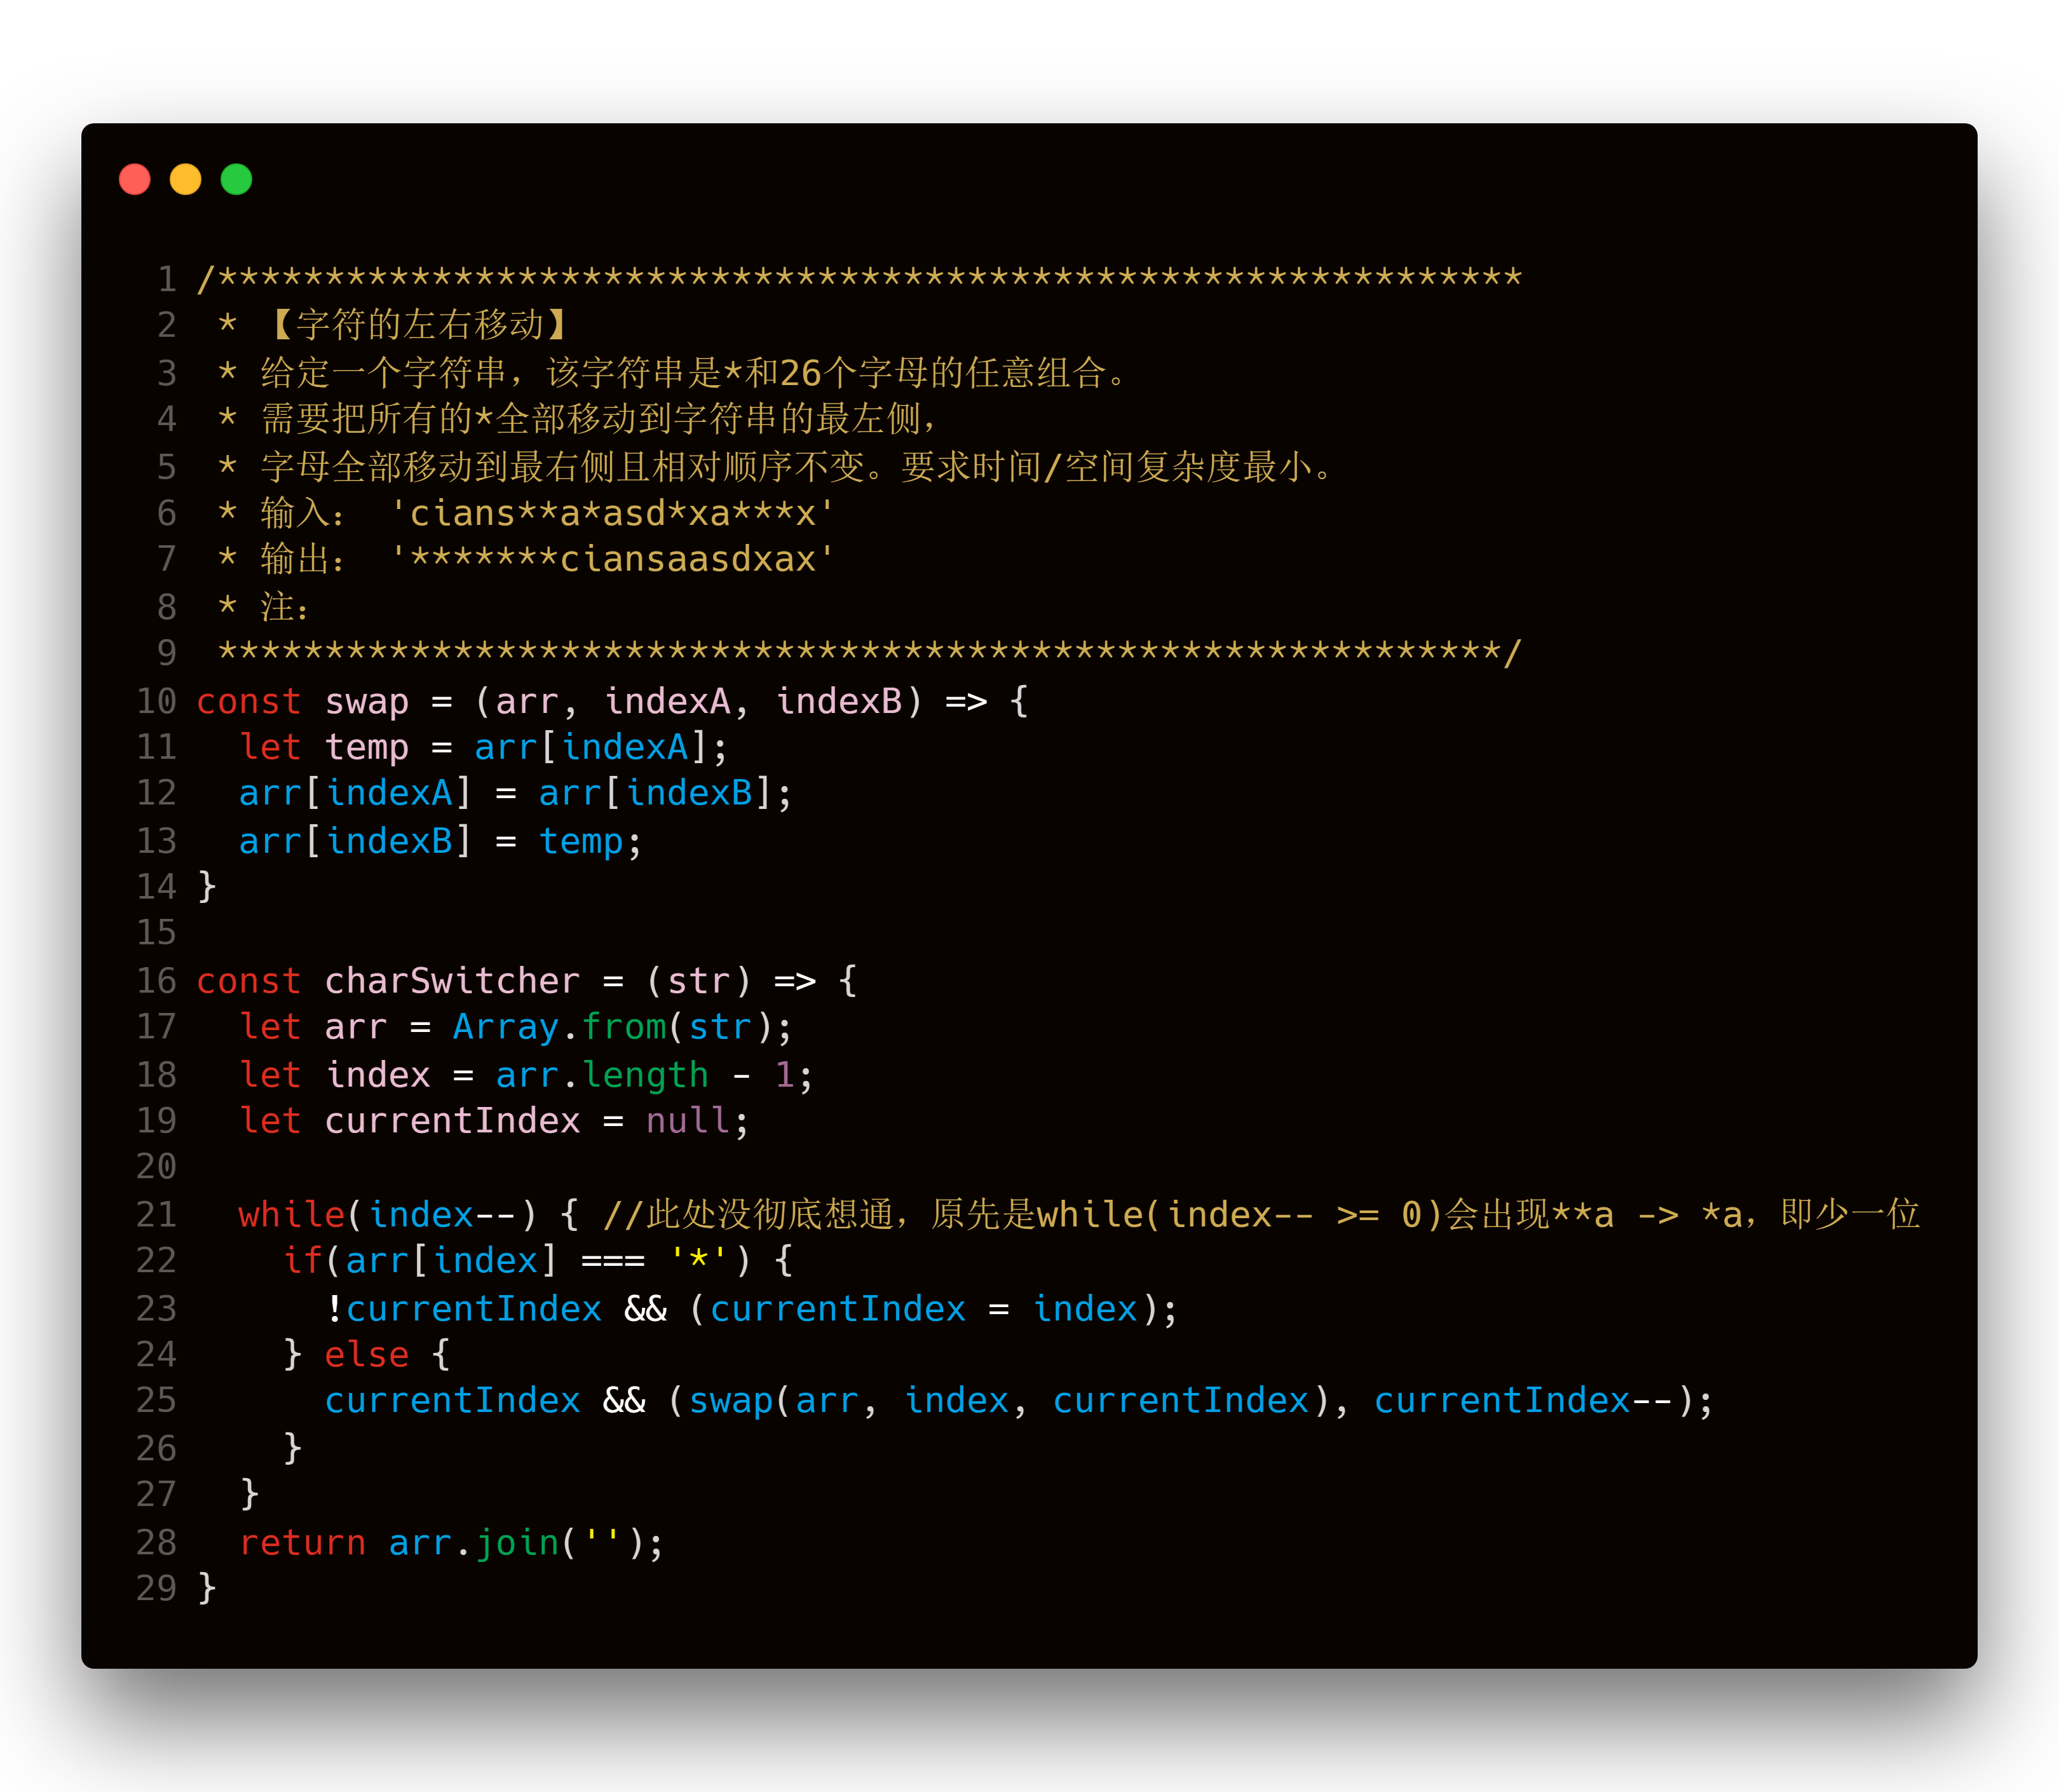 1 /*************************************************************
2  * 【字符的左右移动】
3  * 给定一个字符串，该字符串是*和26个字母的任意组合。
4  * 需要把所有的*全部移动到字符串的最左侧，
5  * 字母全部移动到最右侧且相对顺序不变。要求时间/空间复杂度最小。
6  * 输入： 'cians**a*asd*xa***x'
7  * 输出： '*******ciansaasdxax'
8  * 注：
9  ************************************************************/
10 const swap = (arr, indexA, indexB) => {
11   let temp = arr[indexA];
12   arr[indexA] = arr[indexB];
13   arr[indexB] = temp;
14 }
15
16 const charSwitcher = (str) => {
17   let arr = Array.from(str);
18   let index = arr.length - 1;
19   let currentIndex = null;
20
21   while(index--) { //此处没彻底想通，原先是while(index-- >= 0)会出现**a -> *a，即少一位
22     if(arr[index] === '*') {
23       !currentIndex && (currentIndex = index);
24     } else {
25       currentIndex && (swap(arr, index, currentIndex), currentIndex--);
26     }
27   }
28   return arr.join('');
29 }